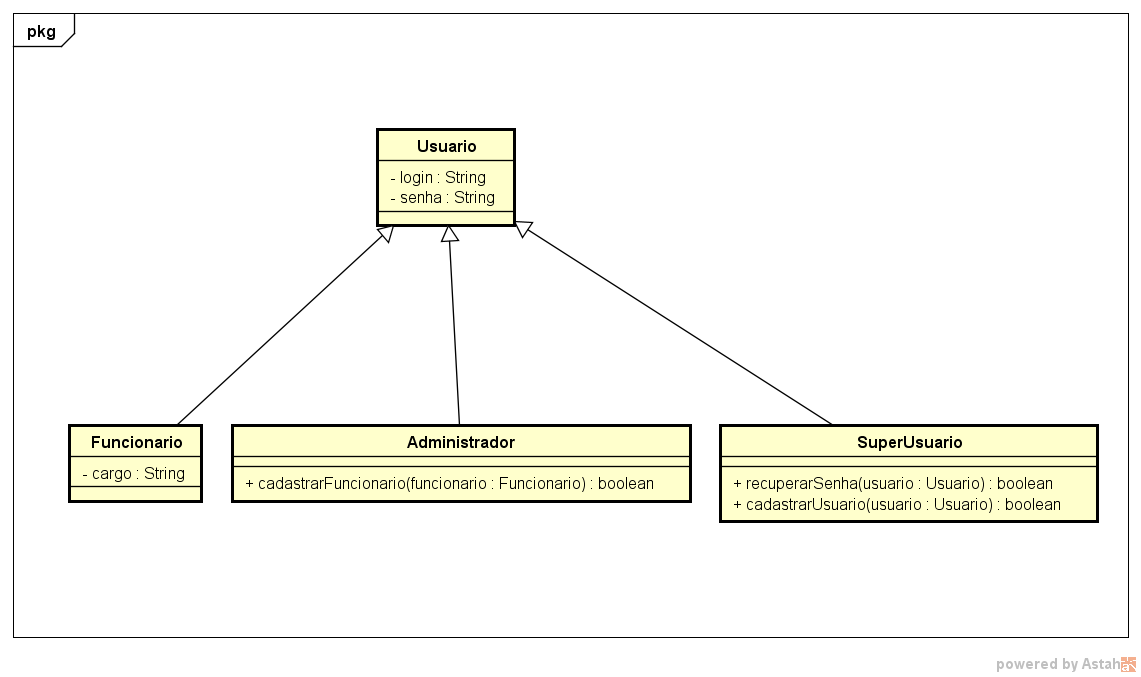 pkg
Usuario
- login : String
- senha : String
Funcionario
- cargo : String
Administrador
+ cadastrarFuncionario(funcionario : Funcionario) : boolean
SuperUsuario
+ recuperarSenha(usuario : Usuario) : boolean
+ cadastrarUsuario(usuario : Usuario) : boolean
powered by Astah